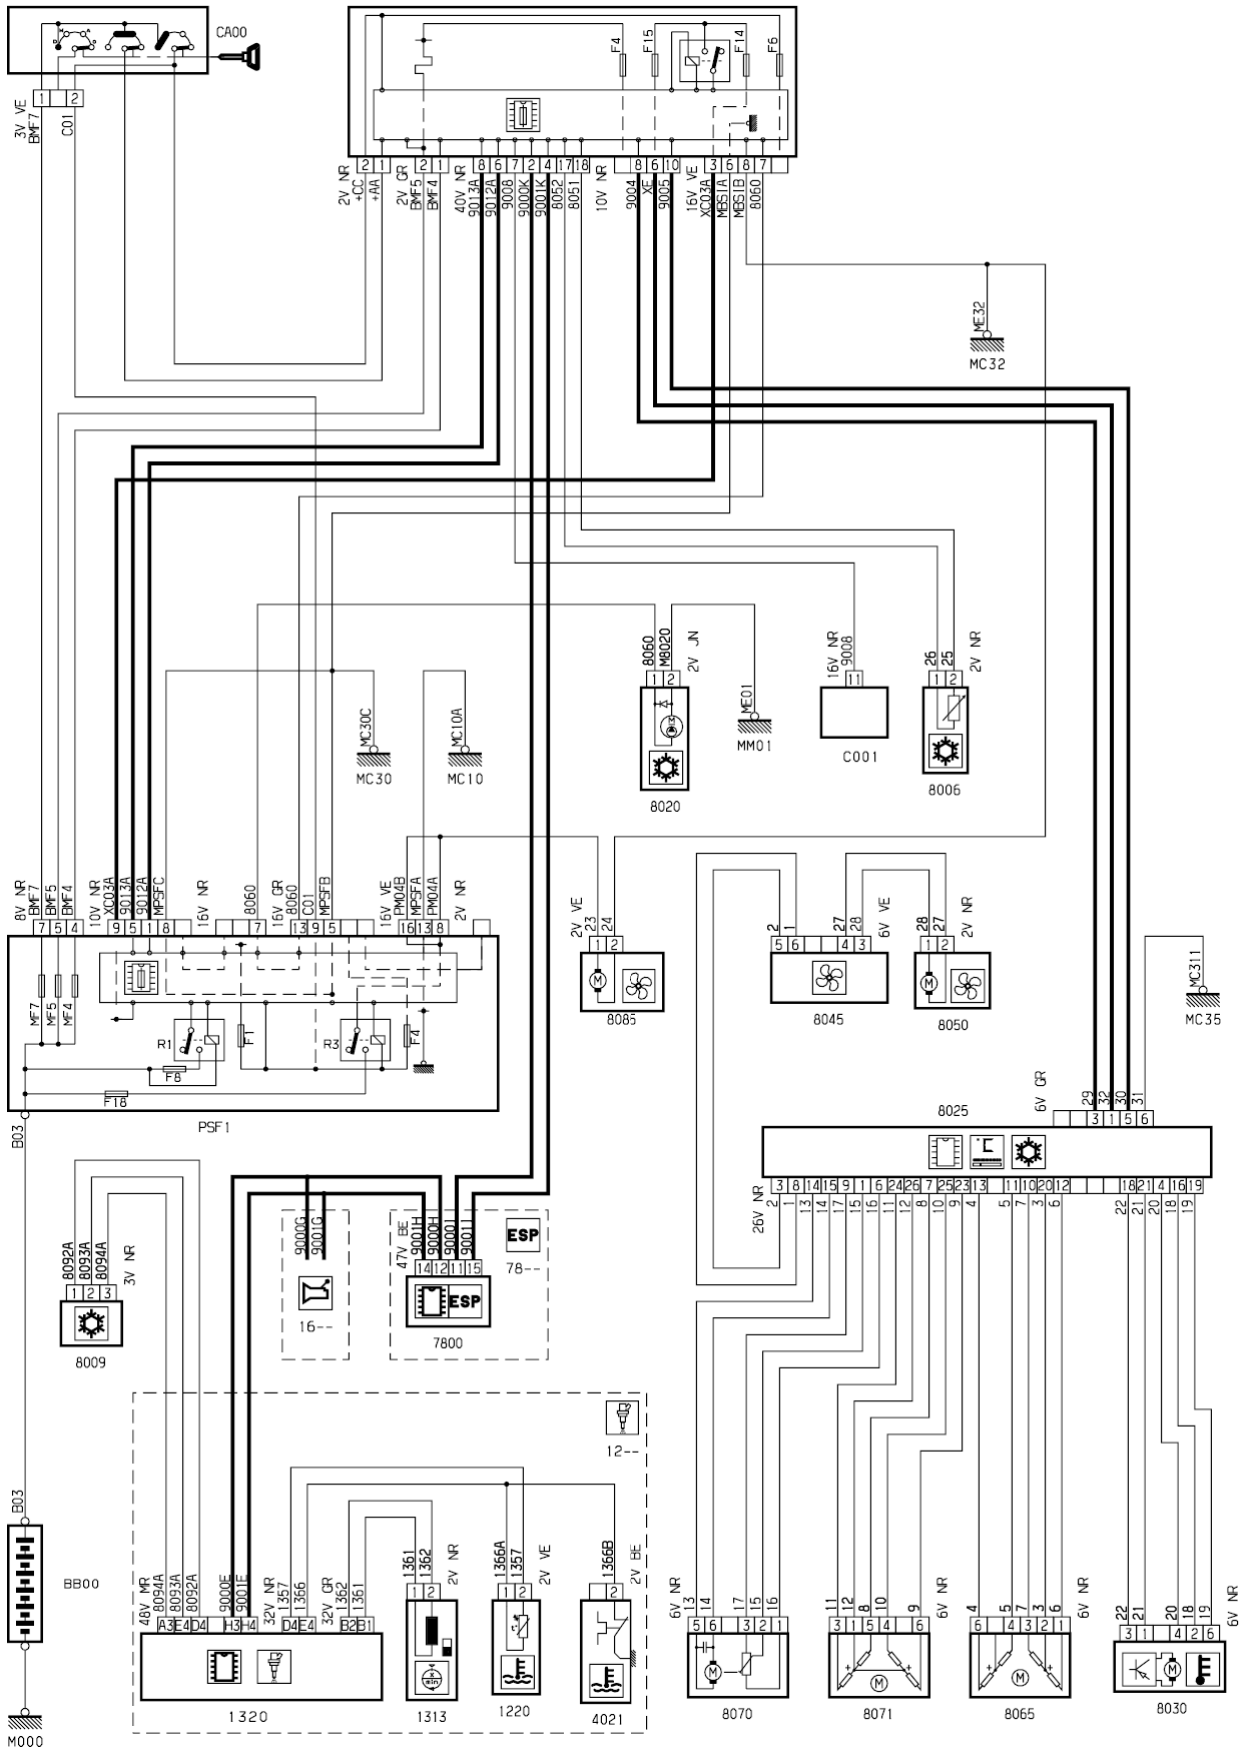 CA00
F4
F15
F14
F6
1 2
3V VE
BMF7
C01
2 1
2 1
8 6 7 2 4 17 18
8 6 10
3 6 8 7
2V NR
+CC
+AA
2V GR
BMF5
BMF4
40V NR
9013A
9012A
9008
9000K
9001K
8052
8051
10V NR
9004
XE
9005
16V VE
XC03A
MBS1A
MBS1B
8060
ME32
MC32
MC30C
MC30
MC10A
MC10
8060
M8020
2V JN
1 2
8020
ME01
MM01
16V NR
9008
11
C001
26
25
2V NR
1 2
8006
8V NR
BMF7
BMF5
BMF4
10V NR
XC03A
9013A
9012A
MPSFC
16V NR
8060
16V GR
8060
C01
MPSFB
16V VE
PM04B
MPSFA
PM04A
2V NR
7 5 4
9 5 1 8
7
13 9 5
16 13 8
MF7
MF5
MF4
R1
F1
R3
F4
F8
F18
PSF1
2V VE
23
24
1 2
M
8085
2
1
27
28
6V VE
5 6 4 3
8045
28
27
2V NR
1 2
M
8050
MC311
MC35
6V GR
29
32
30
31
3 1 5 6
8025
°C
26V NR
3 8 14 15 9 1 6 24 26 7 25 23 13 11 10 20 12 18 21 4 16 19
2
1
13
14
17
15
16
11
12
8
10
9
4
5
7
3
6
22
21
20
18
19
B03
8092A
8093A
8094A
3V NR
1 2 3
8009
9000G
9001G
16--
47V BE
9001H
9000H
9000J
9001J
14 12 11 15
ESP
78--
ESP
7800
12--
B03
BB00
M000
48V MR
8094A
8093A
8092A
9000E
9001E
32V NR
1357
1366
32V GR
1362
1361
A3 E4 D4 H3 H4 D4 E4 B2 B1
1320
1361
1362
2V NR
1 2
x
min
1313
1366A
1357
2V VE
1 2
1220
1366B
2V BE
2
4021
6V NR
13
14
17
15
16
5 6 3 2 1
M
8070
11
12
8
10
9
6V NR
3 1 5 4 6
M
8071
4
5
7
3
6
6V NR
6 4 3 2 1
M
8065
22
21
20
18
19
6V NR
3 1 4 2 6
M
8030